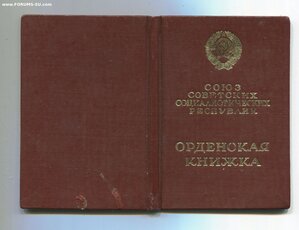 © www.FORUMS-SU.com
СОЮЗ
СОВЕТСКИХ
СОЦИАЛИСТИЧЕСКИХ
РЕСПУБЛИК
ОРДЕНСКАЯ
КНИЖКА